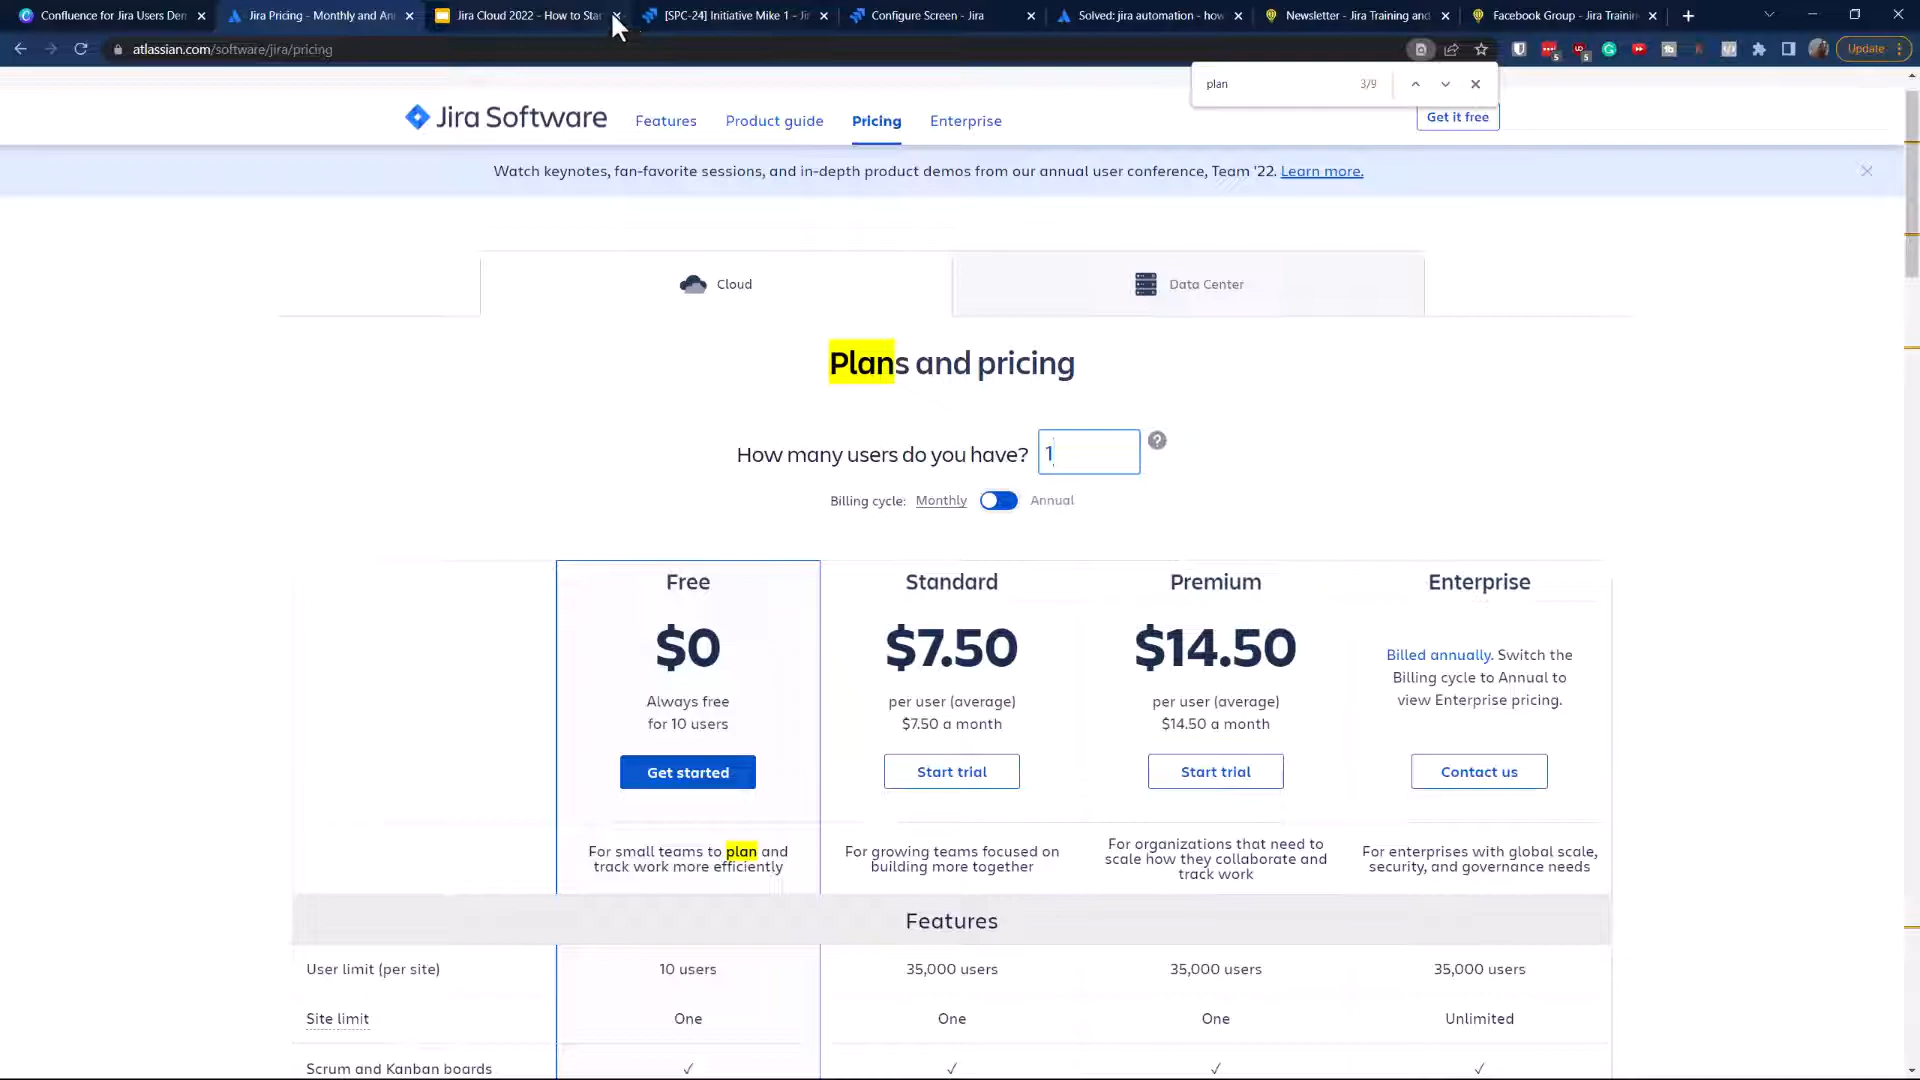 Confluence for Jira Users Den
Jira Pricing - Monthly and An
Jira Cloud 2022 - How to Star
[SPC-24] Initiative Mike 1 - Jir
Configure Screen - Jira
Solved: jira automation - how
Newsletter - Jira Training and
Facebook Group - Jira Trainin
atlassian.com/software/jira/pricing
Update
plan
3/9
Jira Software
Features
Product guide
Pricing
Enterprise
Get it free
Watch keynotes, fan-favorite sessions, and in-depth product demos from our annual user conference, Team '22. Learn more.
Cloud
Data Center
Plans and pricing
How many users do you have?
1
Billing cycle: Monthly Annual
Free
Standard
Premium
Enterprise
$0
$7.50
$14.50
Billed annually. Switch the
Billing cycle to Annual to
view Enterprise pricing.
Always free
for 10 users
per user (average)
$7.50 a month
per user (average)
$14.50 a month
Get started
Start trial
Start trial
Contact us
For small teams to plan and
track work more efficiently
For growing teams focused on
building more together
For organizations that need to
scale how they collaborate and
track work
For enterprises with global scale,
security, and governance needs
Features
User limit (per site)
10 users
35,000 users
35,000 users
35,000 users
Site limit
One
One
One
Unlimited
Scrum and Kanban boards